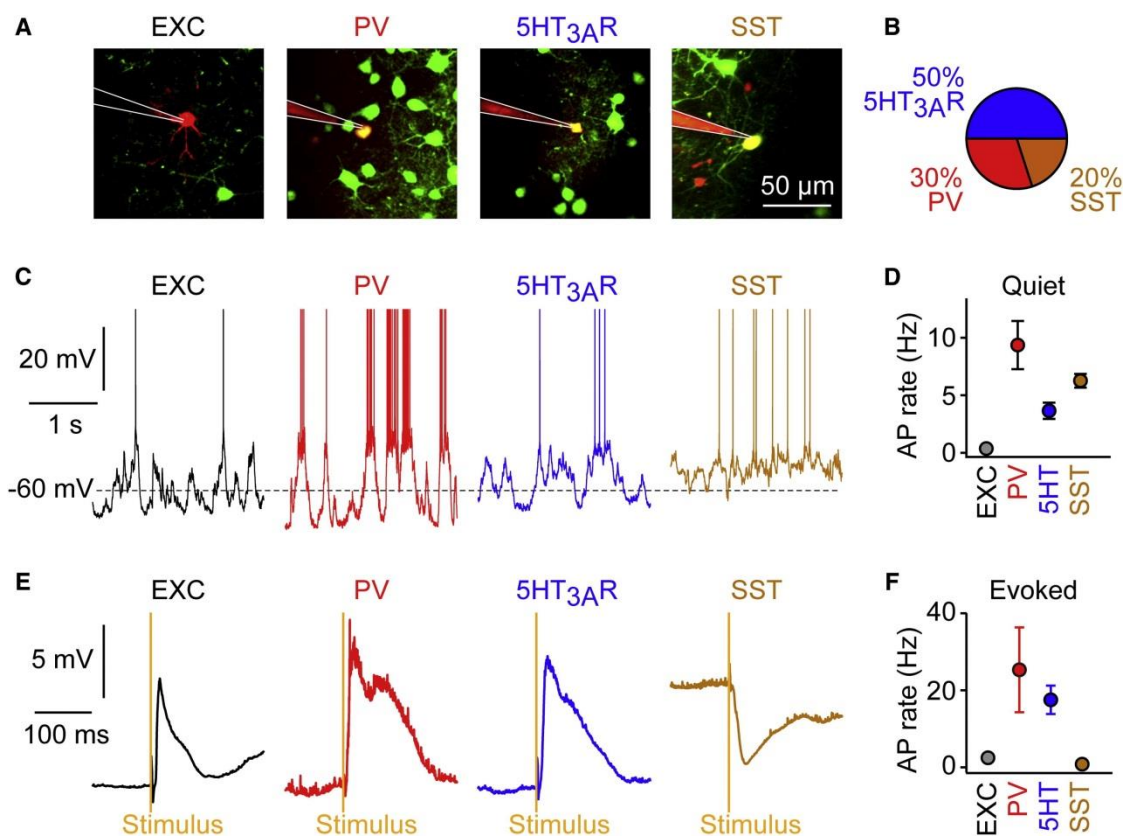 A
EXC
PV
5HT3AR
SST
50 µm
B
50%
5HT3AR
30%
PV
20%
SST
C
EXC
PV
5HT3AR
SST
20 mV
1 s
-60 mV
D
Quiet
AP rate (Hz)
10
5
0
EXC
PV
5HT
SST
E
EXC
PV
5HT3AR
SST
5 mV
100 ms
Stimulus
Stimulus
Stimulus
Stimulus
F
Evoked
AP rate (Hz)
40
20
0
EXC
PV
5HT
SST